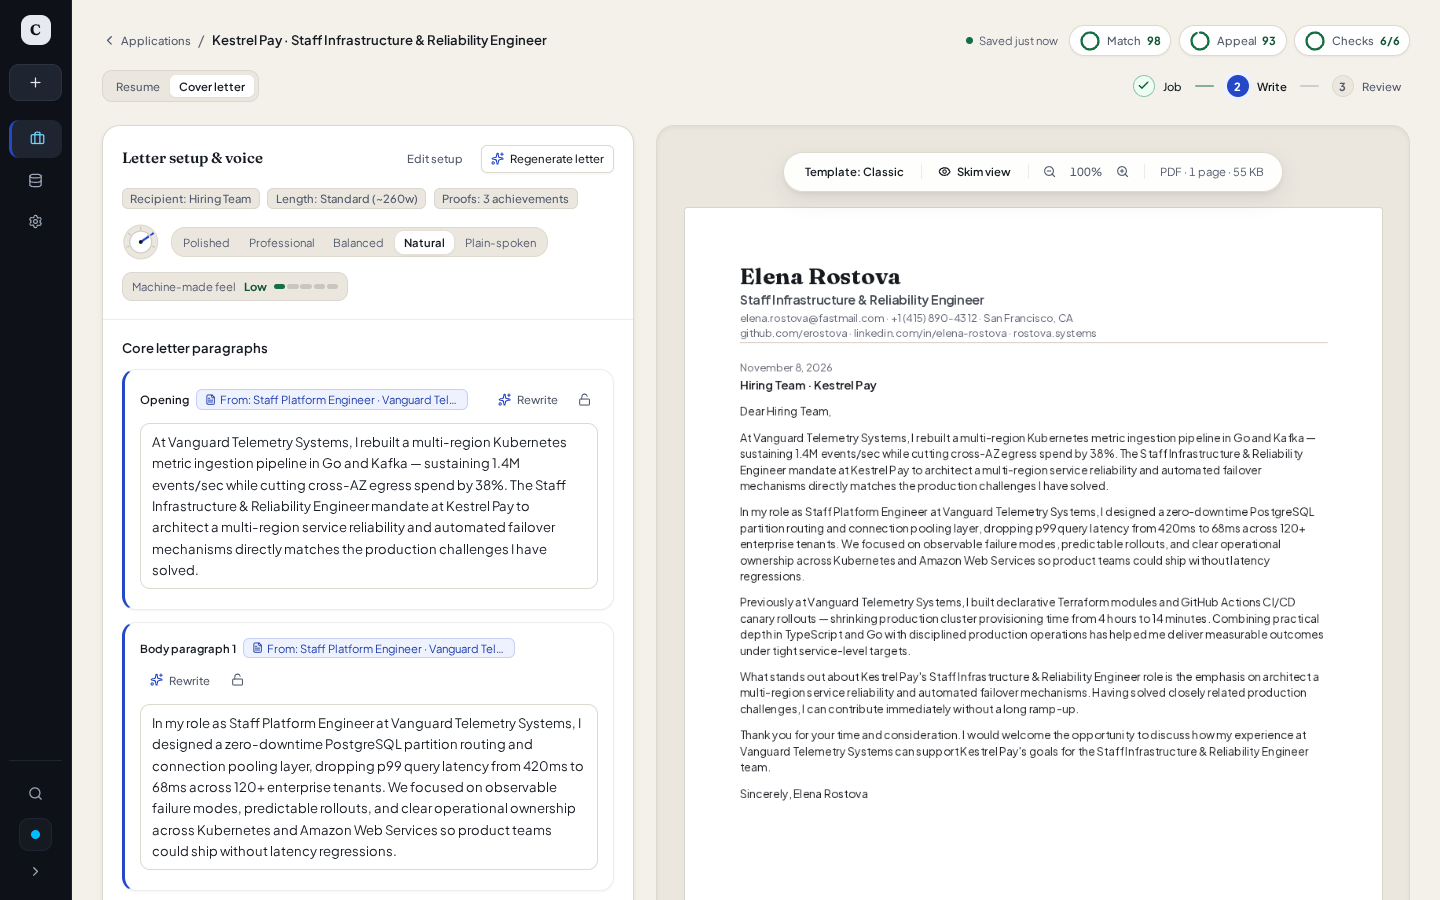 C
Applications / Kestrel Pay · Staff Infrastructure & Reliability Engineer
Saved just now
Match 98
Appeal 93
Checks 6/6
Resume
Cover letter
Job
2 Write
3 Review
Letter setup & voice
Edit setup
Regenerate letter
Recipient: Hiring Team
Length: Standard (~260w)
Proofs: 3 achievements
Polished
Professional
Balanced
Natural
Plain-spoken
Machine-made feel Low
Core letter paragraphs
Opening
From: Staff Platform Engineer · Vanguard Tel...
Rewrite
At Vanguard Telemetry Systems, I rebuilt a multi-region Kubernetes
metric ingestion pipeline in Go and Kafka — sustaining 1.4M
events/sec while cutting cross-AZ egress spend by 38%. The Staff
Infrastructure & Reliability Engineer mandate at Kestrel Pay to
architect a multi-region service reliability and automated failover
mechanisms directly matches the production challenges I have
solved.
Body paragraph 1
From: Staff Platform Engineer · Vanguard Tel...
Rewrite
In my role as Staff Platform Engineer at Vanguard Telemetry Systems, I
designed a zero-downtime PostgreSQL partition routing and
connection pooling layer, dropping p99 query latency from 420ms to
68ms across 120+ enterprise tenants. We focused on observable
failure modes, predictable rollouts, and clear operational ownership
across Kubernetes and Amazon Web Services so product teams
could ship without latency regressions.
Template: Classic
Skim view
100%
PDF · 1 page · 55 KB
Elena Rostova
Staff Infrastructure & Reliability Engineer
elena.rostova@fastmail.com · +1 (415) 890-4312 · San Francisco, CA
github.com/erostova · linkedin.com/in/elena-rostova · rostova.systems
November 8, 2026
Hiring Team · Kestrel Pay
Dear Hiring Team,
At Vanguard Telemetry Systems, I rebuilt a multi-region Kubernetes metric ingestion pipeline in Go and Kafka —
sustaining 1.4M events/sec while cutting cross-AZ egress spend by 38%. The Staff Infrastructure & Reliability
Engineer mandate at Kestrel Pay to architect a multi-region service reliability and automated failover
mechanisms directly matches the production challenges I have solved.
In my role as Staff Platform Engineer at Vanguard Telemetry Systems, I designed a zero-downtime PostgreSQL
partition routing and connection pooling layer, dropping p99 query latency from 420ms to 68ms across 120+
enterprise tenants. We focused on observable failure modes, predictable rollouts, and clear operational
ownership across Kubernetes and Amazon Web Services so product teams could ship without latency
regressions.
Previously at Vanguard Telemetry Systems, I built declarative Terraform modules and GitHub Actions CI/CD
canary rollouts — shrinking production cluster provisioning time from 4 hours to 14 minutes. Combining practical
depth in TypeScript and Go with disciplined production operations has helped me deliver measurable outcomes
under tight service-level targets.
What stands out about Kestrel Pay's Staff Infrastructure & Reliability Engineer role is the emphasis on architect a
multi-region service reliability and automated failover mechanisms. Having solved closely related production
challenges, I can contribute immediately without a long ramp-up.
Thank you for your time and consideration. I would welcome the opportunity to discuss how my experience at
Vanguard Telemetry Systems can support Kestrel Pay's goals for the Staff Infrastructure & Reliability Engineer
team.
Sincerely, Elena Rostova